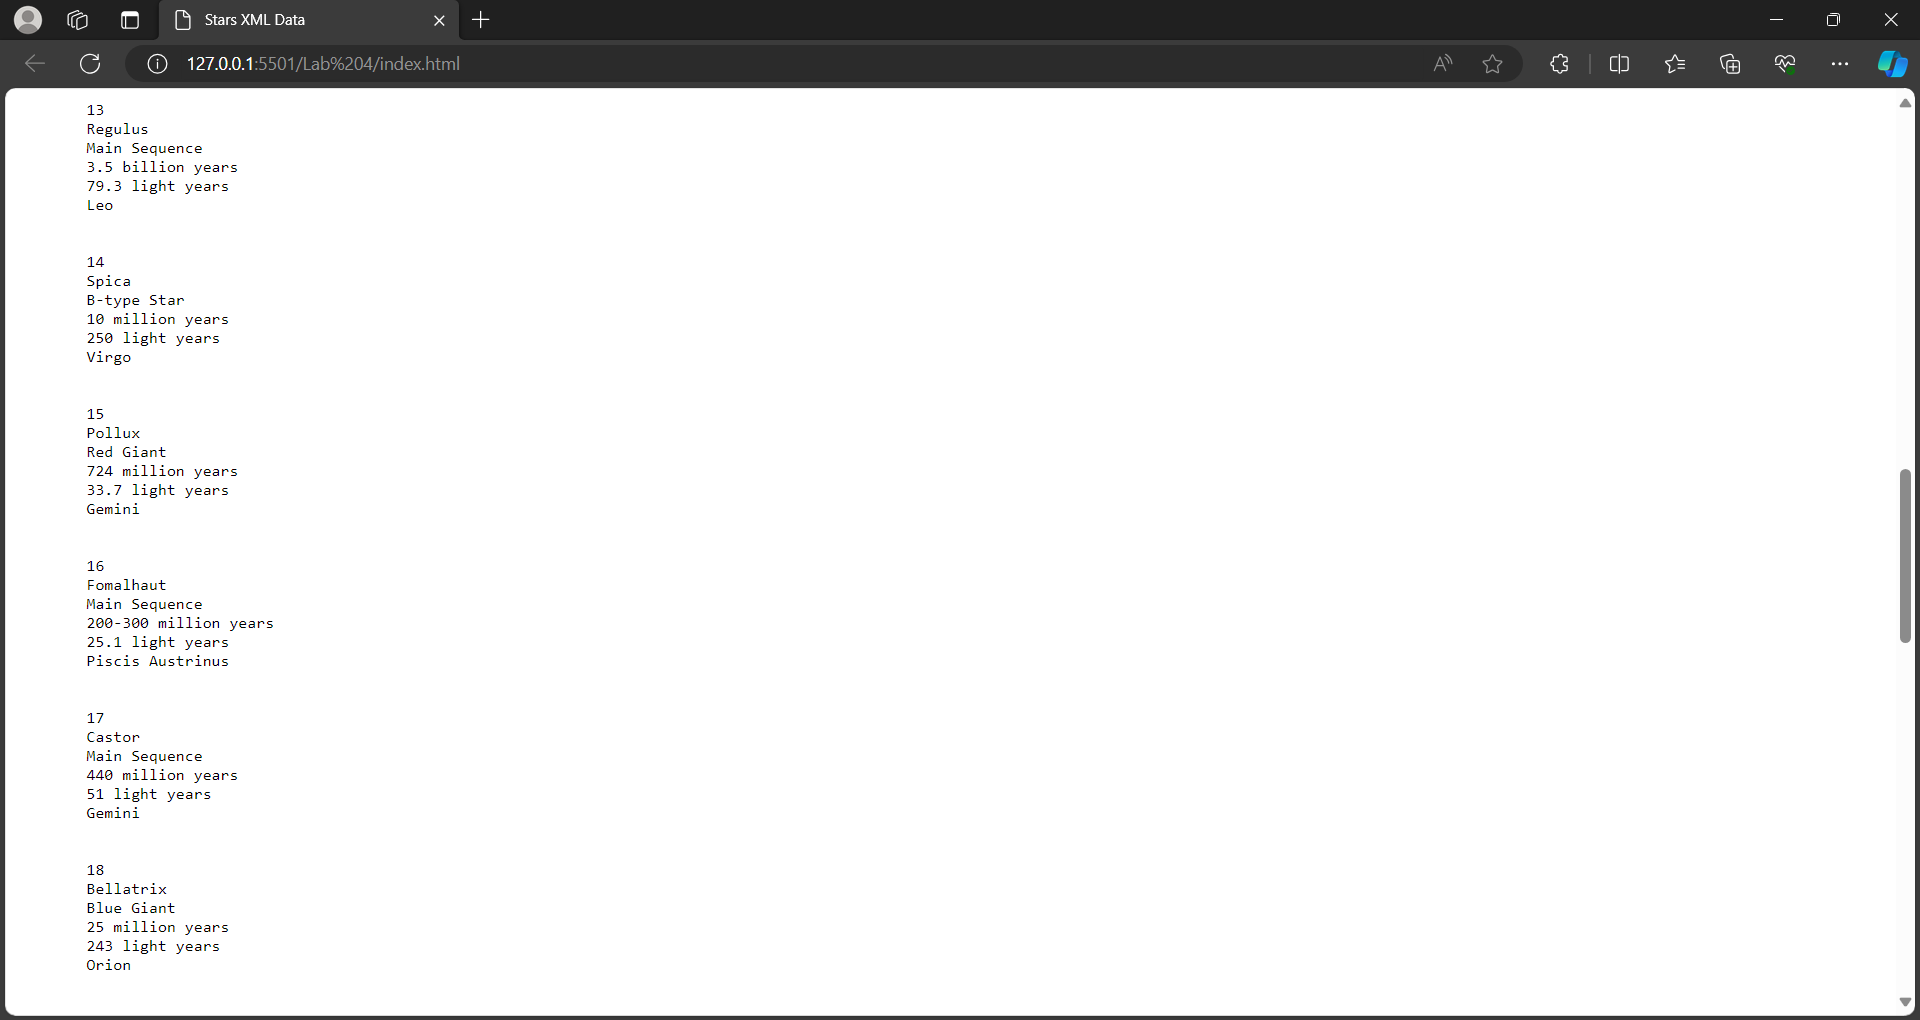 Stars XML Data
127.0.0.1:5501/Lab%204/index.html
13
Regulus
Main Sequence
3.5 billion years
79.3 light years
Leo
14
Spica
B-type Star
10 million years
250 light years
Virgo
15
Pollux
Red Giant
724 million years
33.7 light years
Gemini
16
Fomalhaut
Main Sequence
200-300 million years
25.1 light years
Piscis Austrinus
17
Castor
Main Sequence
440 million years
51 light years
Gemini
18
Bellatrix
Blue Giant
25 million years
243 light years
Orion